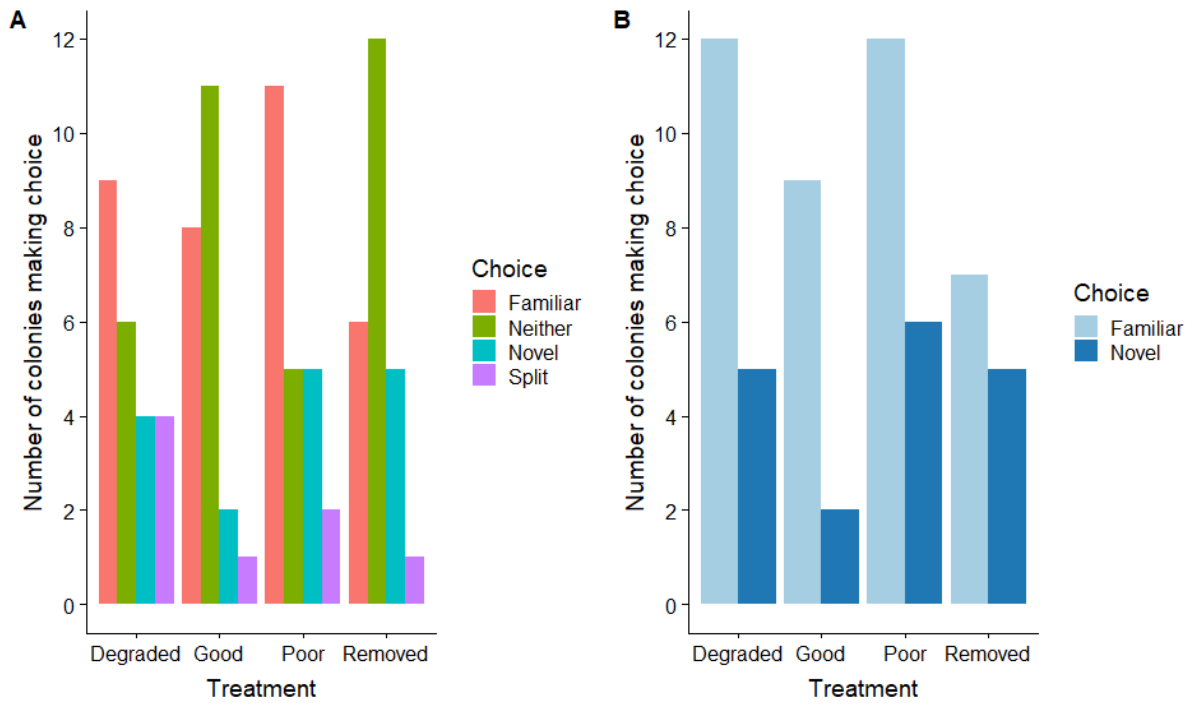 A
Number of colonies making choice
12
10
8
6
4
2
0
Degraded Good Poor Removed
Treatment
Choice
Familiar
Neither
Novel
Split
B
Number of colonies making choice
12
10
8
6
4
2
0
Degraded Good Poor Removed
Treatment
Choice
Familiar
Novel